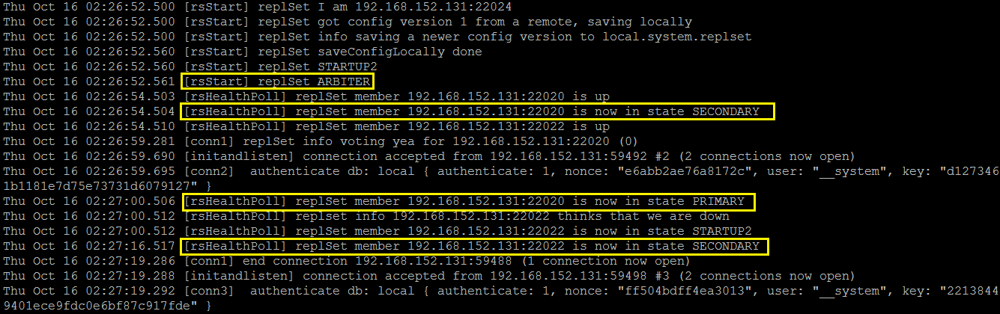 Thu Oct 16 02:26:52.500 [rsStart] replSet I am 192.168.152.131:22024
Thu Oct 16 02:26:52.500 [rsStart] replSet got config version 1 from a remote, saving locally
Thu Oct 16 02:26:52.500 [rsStart] replSet info saving a newer config version to local.system.replset
Thu Oct 16 02:26:52.560 [rsStart] replSet saveConfigLocally done
Thu Oct 16 02:26:52.560 [rsStart] replSet STARTUP2
Thu Oct 16 02:26:52.561 [rsStart] replSet ARBITER
Thu Oct 16 02:26:54.503 [rsHealthPoll] replSet member 192.168.152.131:22020 is up
Thu Oct 16 02:26:54.504 [rsHealthPoll] replSet member 192.168.152.131:22020 is now in state SECONDARY
Thu Oct 16 02:26:54.510 [rsHealthPoll] replSet member 192.168.152.131:22022 is up
Thu Oct 16 02:26:59.281 [conn1] replSet info voting yea for 192.168.152.131:22020 (0)
Thu Oct 16 02:26:59.690 [initandlisten] connection accepted from 192.168.152.131:59492 #2 (2 connections now open)
Thu Oct 16 02:26:59.695 [conn2]  authenticate db: local { authenticate: 1, nonce: "e6abb2ae76a8172c", user: "__system", key: "d127346
1b1181e7d75e73731d6079127" }
Thu Oct 16 02:27:00.506 [rsHealthPoll] replSet member 192.168.152.131:22020 is now in state PRIMARY
Thu Oct 16 02:27:00.512 [rsHealthPoll] replset info 192.168.152.131:22022 thinks that we are down
Thu Oct 16 02:27:00.512 [rsHealthPoll] replSet member 192.168.152.131:22022 is now in state STARTUP2
Thu Oct 16 02:27:16.517 [rsHealthPoll] replSet member 192.168.152.131:22022 is now in state SECONDARY
Thu Oct 16 02:27:19.286 [conn1] end connection 192.168.152.131:59488 (1 connection now open)
Thu Oct 16 02:27:19.288 [initandlisten] connection accepted from 192.168.152.131:59498 #3 (2 connections now open)
Thu Oct 16 02:27:19.292 [conn3]  authenticate db: local { authenticate: 1, nonce: "ff504bdff4ea3013", user: "__system", key: "2213844
9401ece9fdc0e6bf87c917fde" }